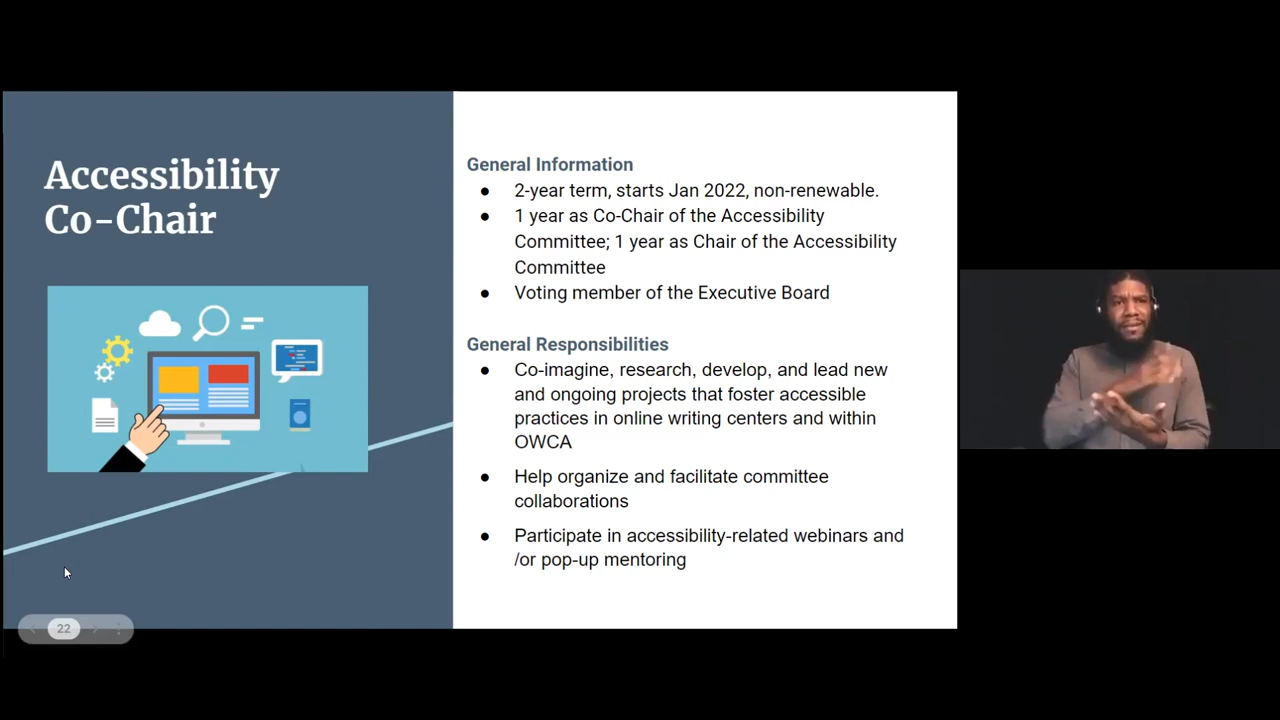 Accessibility
Co-Chair
General Information
● 2-year term, starts Jan 2022, non-renewable.
● 1 year as Co-Chair of the Accessibility
Committee; 1 year as Chair of the Accessibility
Committee
● Voting member of the Executive Board
General Responsibilities
● Co-imagine, research, develop, and lead new
and ongoing projects that foster accessible
practices in online writing centers and within
OWCA
● Help organize and facilitate committee
collaborations
● Participate in accessibility-related webinars and
/or pop-up mentoring
22